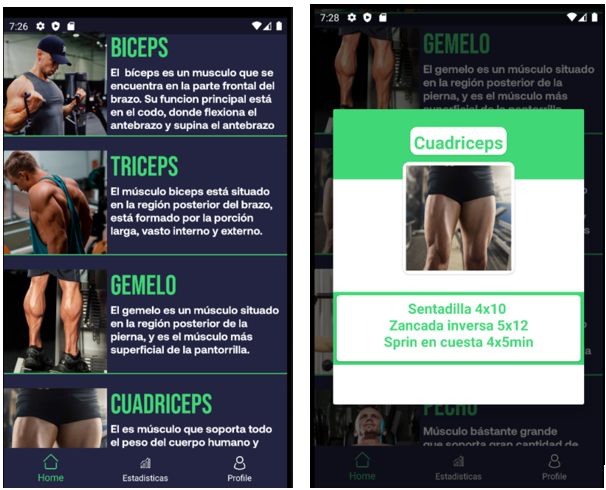 7:26
BICEPS
El bíceps es un musculo que se
encuentra en la parte frontal del
brazo. Su funcion principal está
en el codo, donde flexiona el
antebrazo y supina el antebrazo
TRICEPS
El músculo biceps está situado
en la región posterior del brazo,
está formado por la porción
larga, vasto interno y externo.
GEMELO
El gemelo es un músculo situado
en la región posterior de la
pierna, y es el músculo más
superficial de la pantorrilla.
CUADRICEPS
El es músculo que soporta todo
el peso del cuerpo humano y
Home
Estadisticas
Profile
7:28
GEMELO
El gemelo es un músculo situado
en la región posterior de la
pierna, y es el músculo más
superficial de la pantorrilla
Cuadriceps
Sentadilla 4x10
Zancada inversa 5x12
Sprin en cuesta 4x5min
PECHO
Músculo bástante grande
que soporta gran cantidad de
Home
Estadisticas
Profile